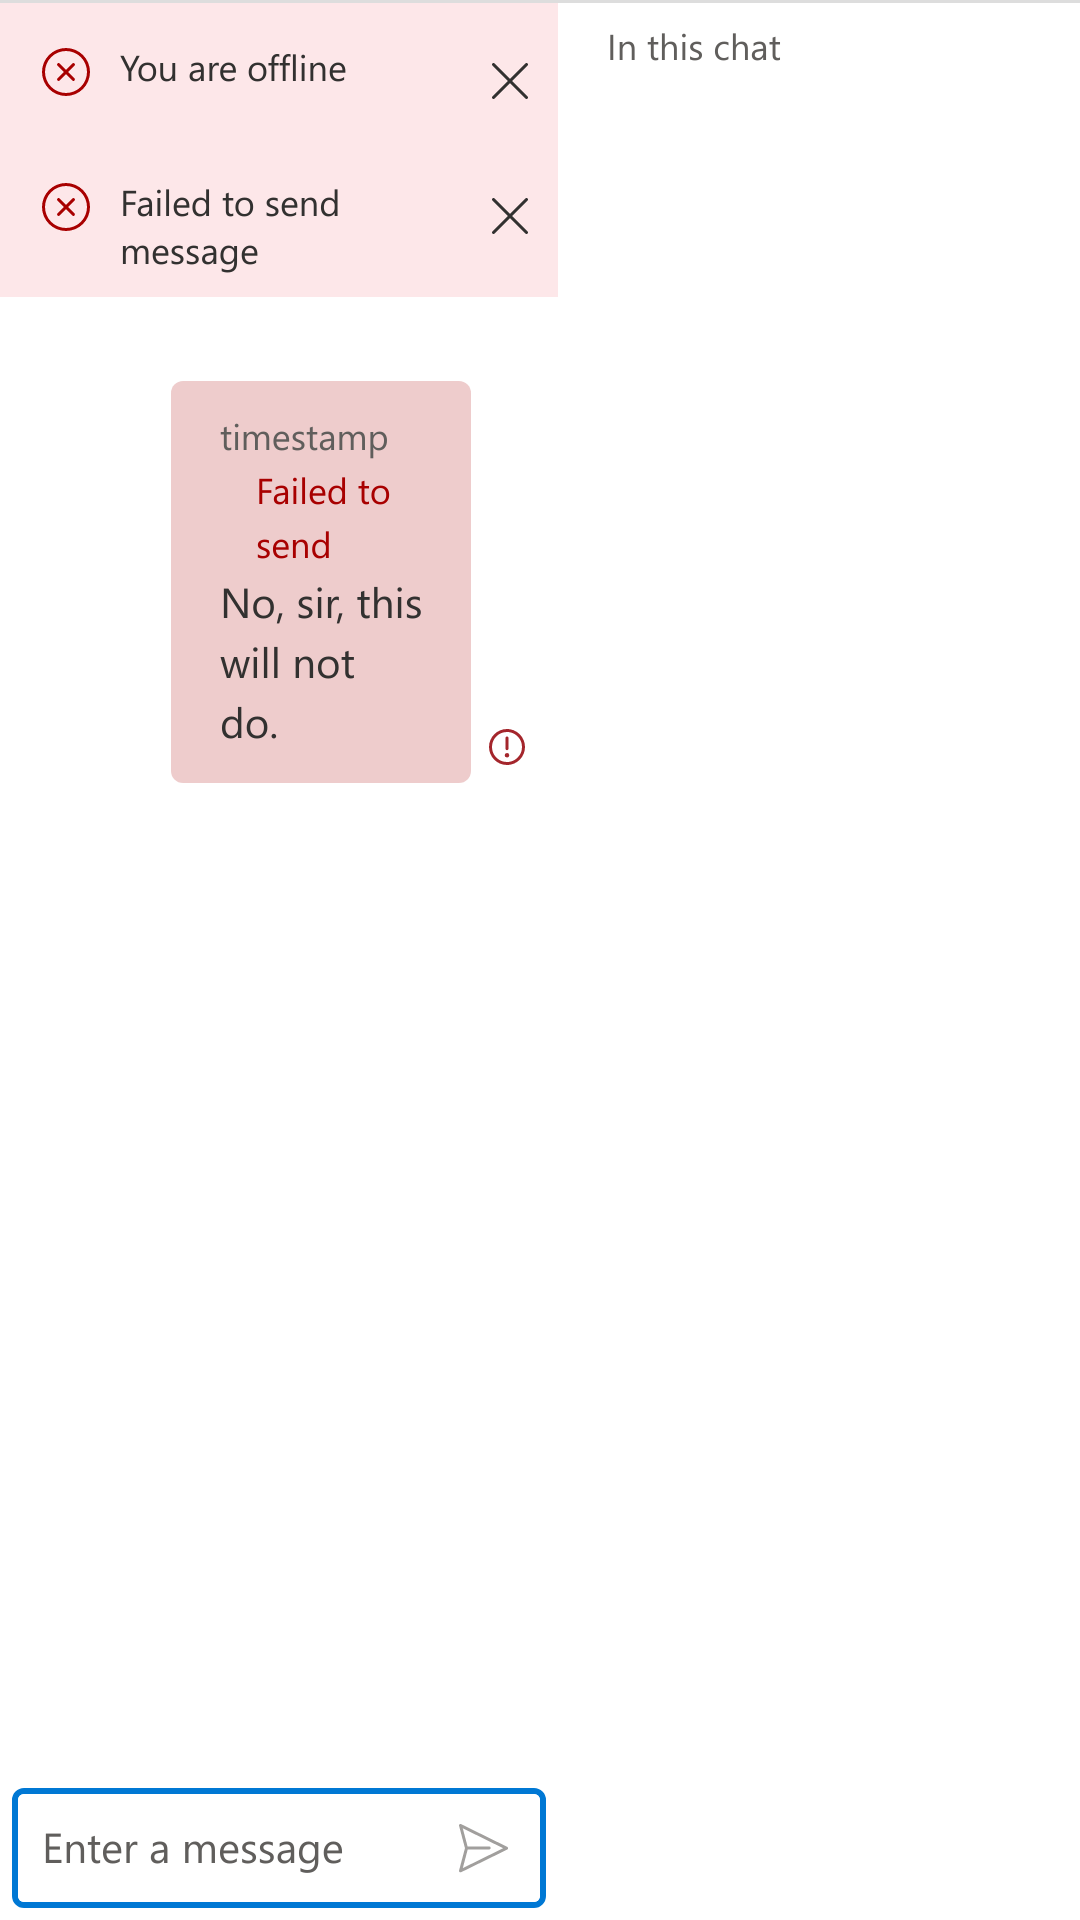 You are offline
Failed to send
message
In this chat
timestamp
Failed to
send
No, sir, this
will not
do.
Enter a message